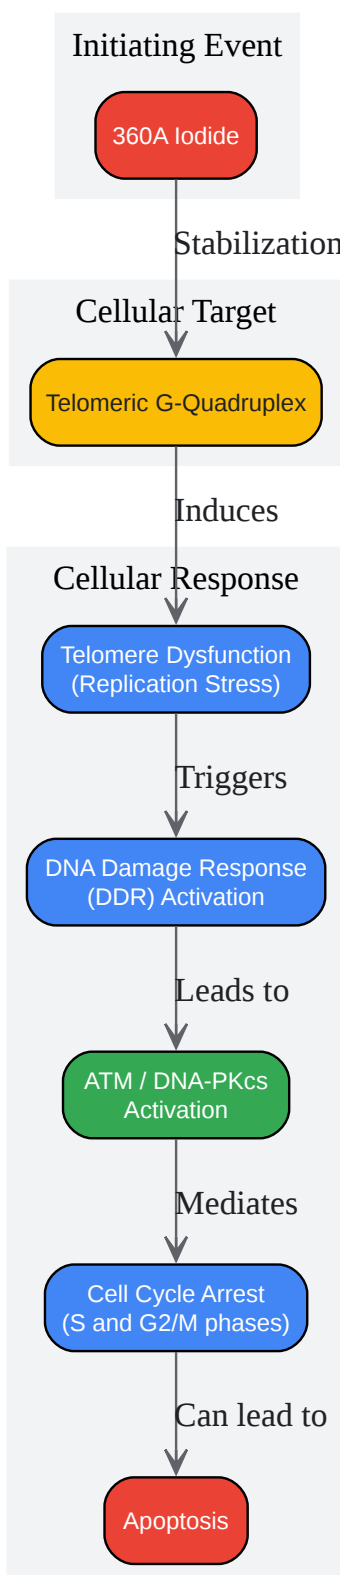 Initiating Event
360A Iodide
Stabilization
Cellular Target
Telomeric G-Quadruplex
Induces
Cellular Response
Telomere Dysfunction
(Replication Stress)
Triggers
DNA Damage Response
(DDR) Activation
Leads to
ATM / DNA-PKcs
Activation
Mediates
Cell Cycle Arrest
(S and G2/M phases)
Can lead to
Apoptosis